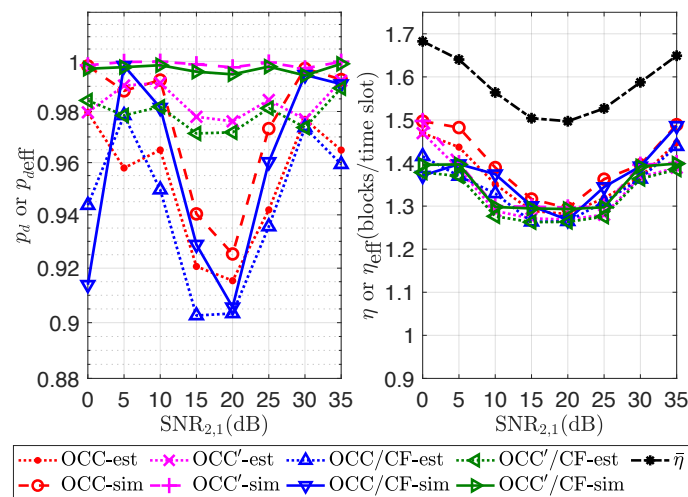 1
0.98
0.96
0.94
0.92
0.9
0.88
p_d or p_deff
0 5 10 15 20 25 30 35
SNR_{2,1}(dB)
1.7
1.6
1.5
1.4
1.3
1.2
1.1
1
0.9
η or η_eff(blocks/time slot)
0 5 10 15 20 25 30 35
SNR_{2,1}(dB)
OCC-est OCC′-est OCC/CF-est OCC′/CF-est η̄
OCC-sim OCC′-sim OCC/CF-sim OCC′/CF-sim